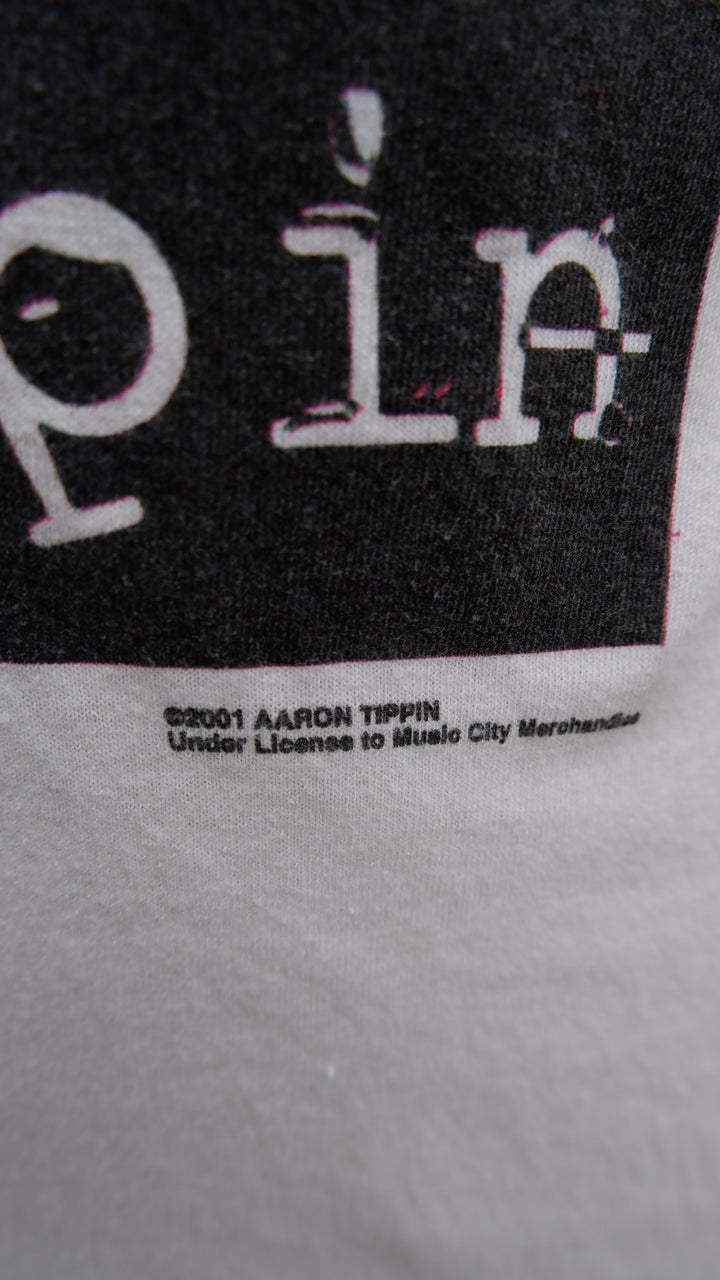 pin
©2001 AARON TIPPIN
Under License to Music City Merchandise